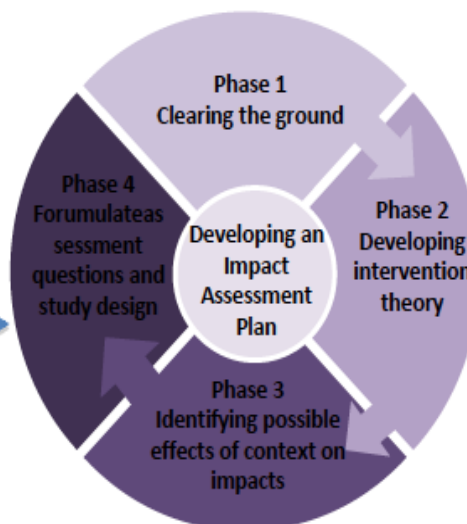 Phase 1
Clearing the ground
Phase 2
Developing
intervention
theory
Phase 3
Identifying possible
effects of context on
impacts
Phase 4
Forumulateas
sessment
questions and
study design
Developing an
Impact
Assessment
Plan